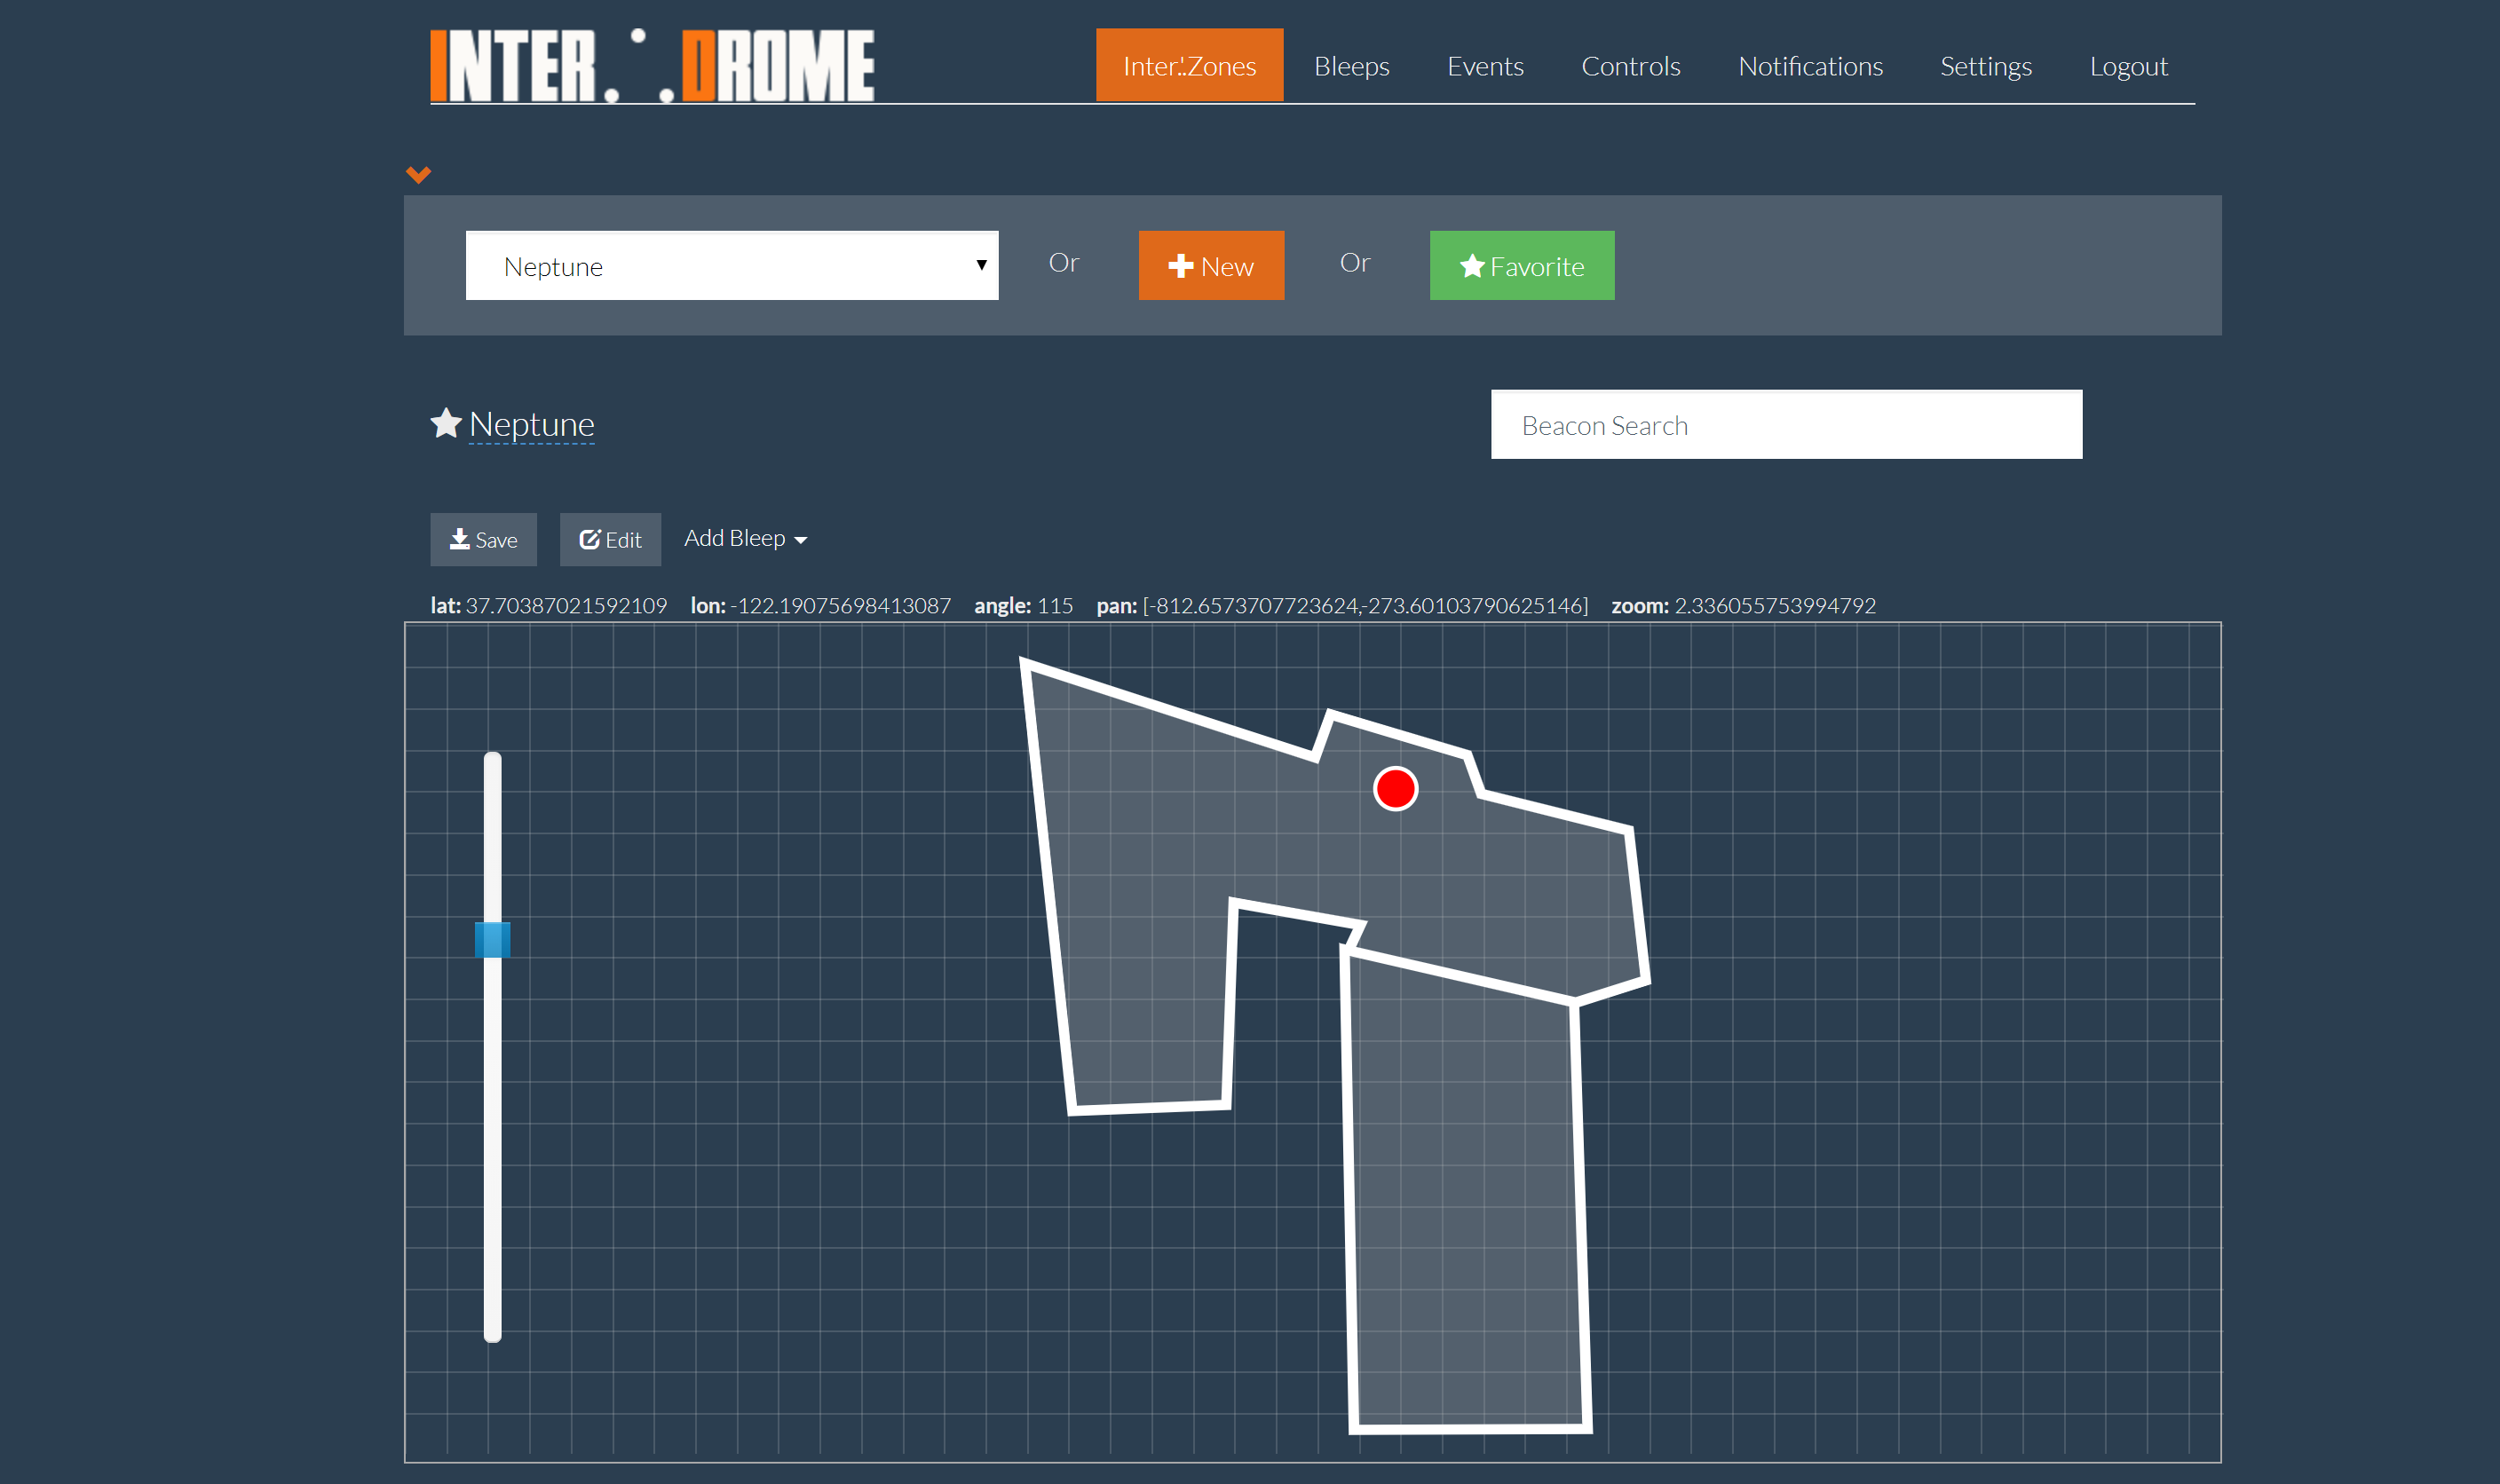 INTER DROME
Inter.:Zones Bleeps Events Controls Notifications Settings Logout
Neptune Or New Or Favorite
Neptune
Beacon Search
Save Edit Add Bleep
lat: 37.70387021592109 lon: -122.19075698413087 angle: 115 pan: [-812.6573707723624,-273.60103790625146] zoom: 2.336055753994792